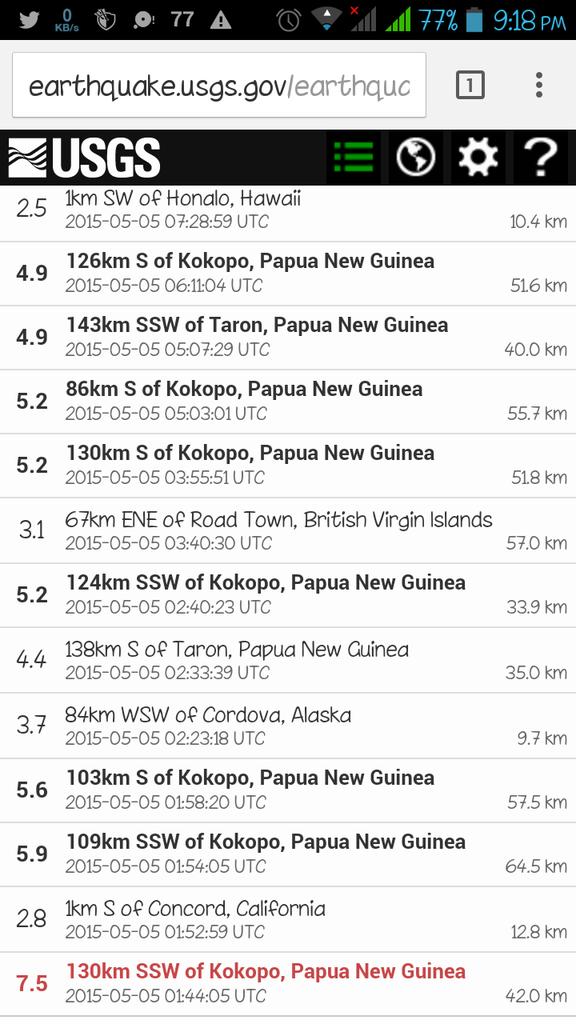 0 KB/s 77 77% 9:18 PM
earthquake.usgs.gov/earthquc 1
USGS ?
2.5 1km SW of Honalo, Hawaii
2015-05-05 07:28:59 UTC 10.4 km
4.9 126km S of Kokopo, Papua New Guinea
2015-05-05 06:11:04 UTC 51.6 km
4.9 143km SSW of Taron, Papua New Guinea
2015-05-05 05:07:29 UTC 40.0 km
5.2 86km S of Kokopo, Papua New Guinea
2015-05-05 05:03:01 UTC 55.7 km
5.2 130km S of Kokopo, Papua New Guinea
2015-05-05 03:55:51 UTC 51.8 km
3.1 67km ENE of Road Town, British Virgin Islands
2015-05-05 03:40:30 UTC 57.0 km
5.2 124km SSW of Kokopo, Papua New Guinea
2015-05-05 02:40:23 UTC 33.9 km
4.4 138km S of Taron, Papua New Guinea
2015-05-05 02:33:39 UTC 35.0 km
3.7 84km WSW of Cordova, Alaska
2015-05-05 02:23:18 UTC 9.7 km
5.6 103km S of Kokopo, Papua New Guinea
2015-05-05 01:58:20 UTC 57.5 km
5.9 109km SSW of Kokopo, Papua New Guinea
2015-05-05 01:54:05 UTC 64.5 km
2.8 1km S of Concord, California
2015-05-05 01:52:59 UTC 12.8 km
7.5 130km SSW of Kokopo, Papua New Guinea
2015-05-05 01:44:05 UTC 42.0 km